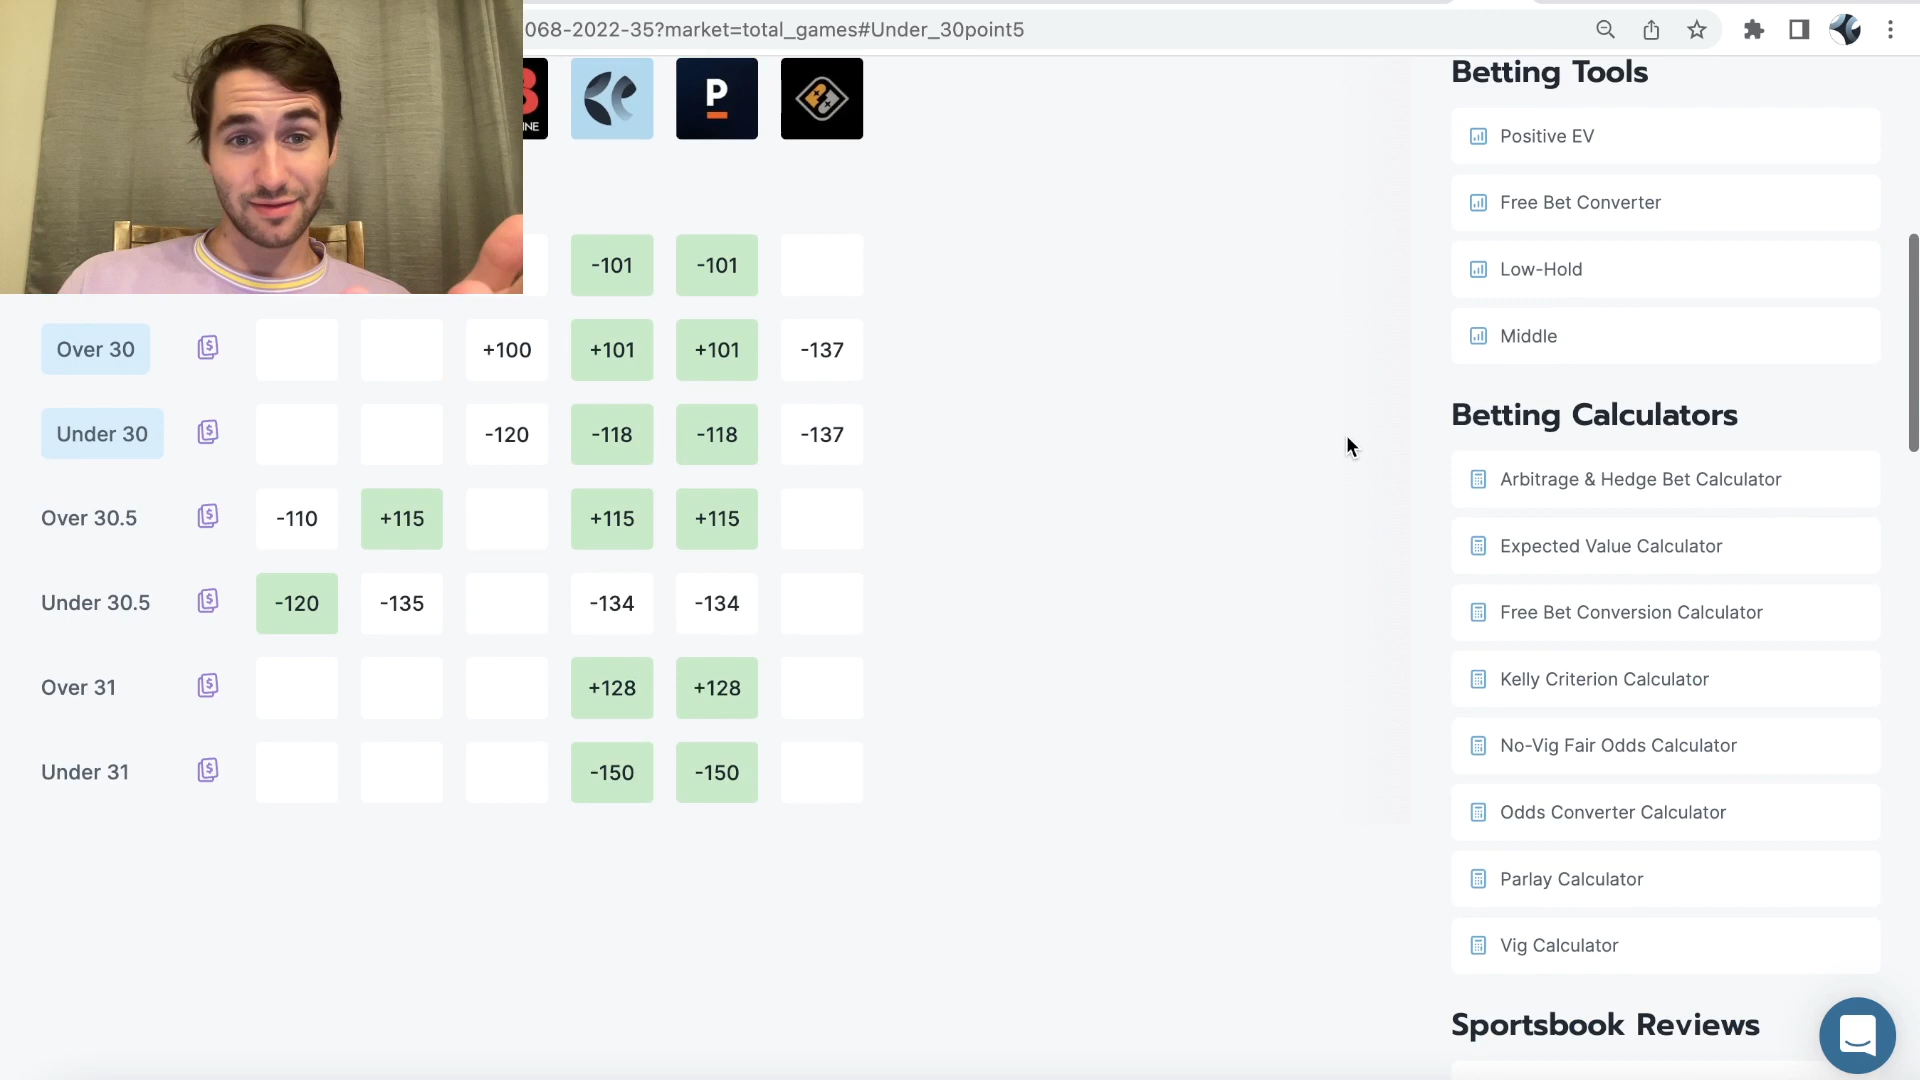 068-2022-35?market=total_games#Under_30point5
INE
P
-101 -101
Over 30 +100 +101 +101 -137
Under 30 -120 -118 -118 -137
Over 30.5 -110 +115 +115 +115
Under 30.5 -120 -135 -134 -134
Over 31 +128 +128
Under 31 -150 -150
Betting Tools
Positive EV
Free Bet Converter
Low-Hold
Middle
Betting Calculators
Arbitrage & Hedge Bet Calculator
Expected Value Calculator
Free Bet Conversion Calculator
Kelly Criterion Calculator
No-Vig Fair Odds Calculator
Odds Converter Calculator
Parlay Calculator
Vig Calculator
Sportsbook Reviews